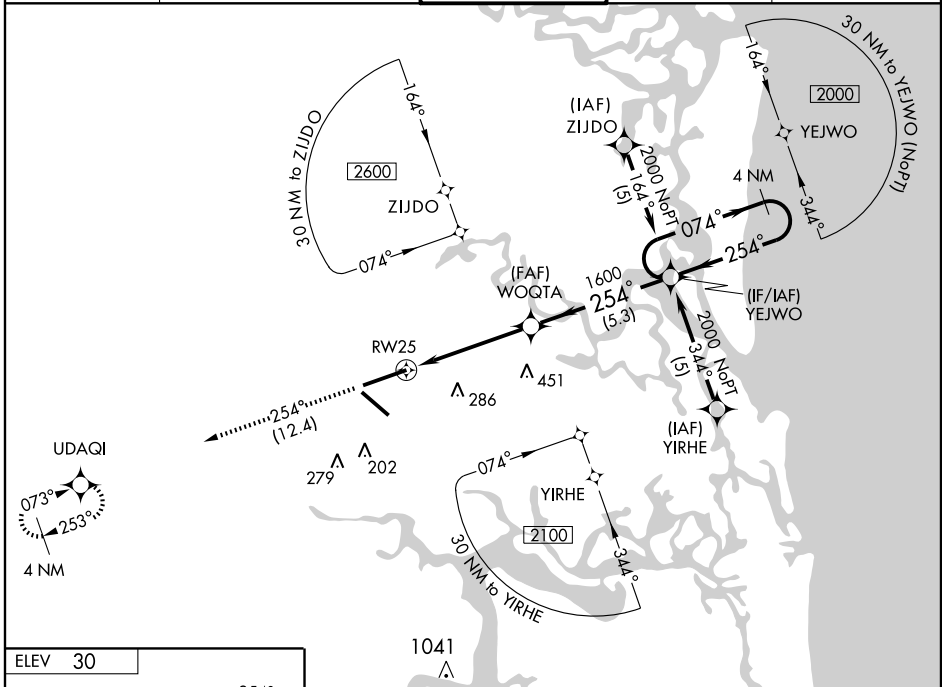 30 NM to YEJWO (NoPT)
164°
2000
YEJWO
344°
30 NM to ZIJDO
164°
2600
ZIJDO
074°
(IAF)
ZIJDO
2000 NoPT
164°
(5)
4 NM
074°
254°
(FAF)
WOQTA
1600
254°
(5.3)
(IF/IAF)
YEJWO
2000 NoPT
344°
(5)
(IAF)
YIRHE
RW25
451
286
254°
(12.4)
279
202
UDAQI
073°
253°
4 NM
074°
YIRHE
2100
344°
30 NM to YIRHE
1041
ELEV 30